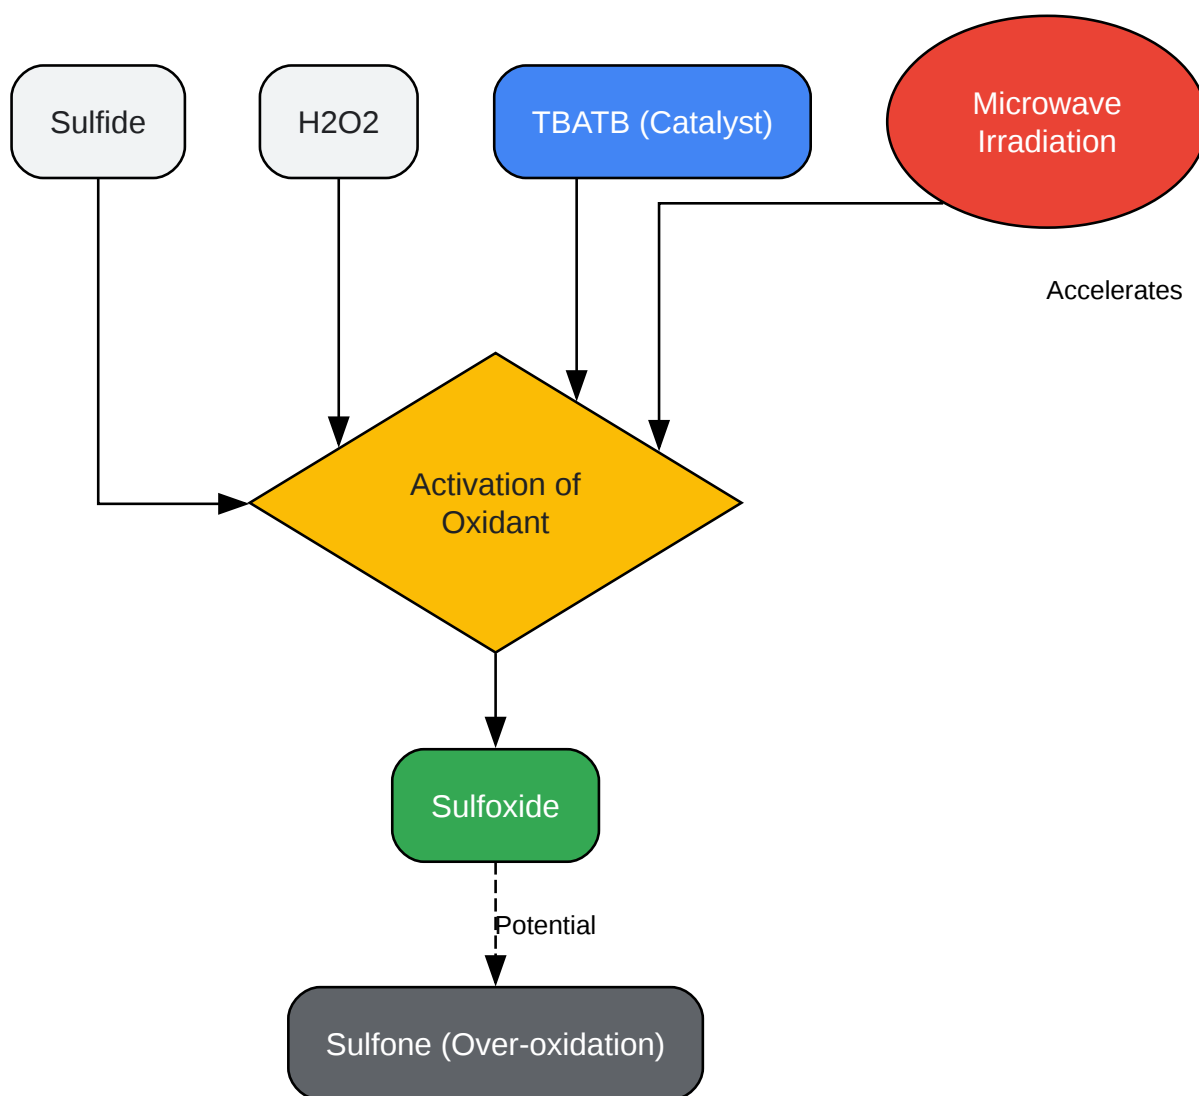 Sulfide
H2O2
TBATB (Catalyst)
Microwave
Irradiation
Accelerates
Activation of
Oxidant
Sulfoxide
Potential
Sulfone (Over-oxidation)